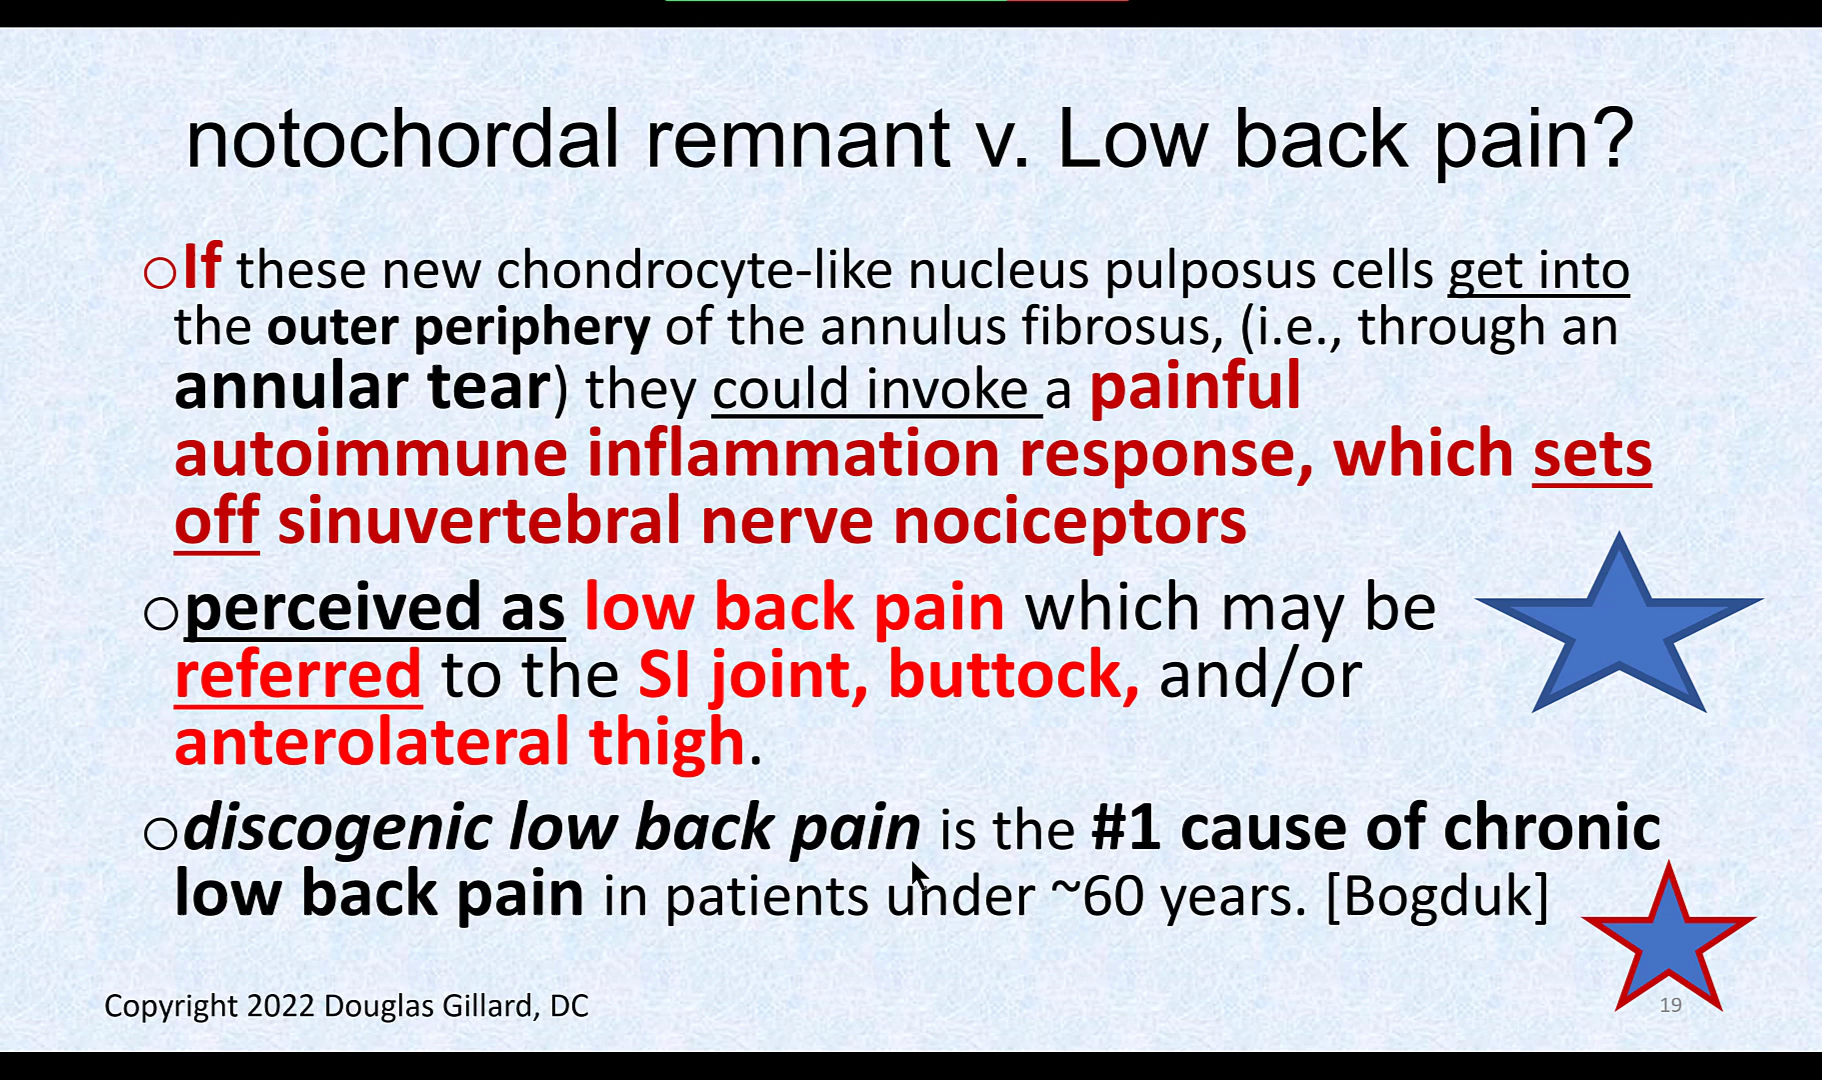 notochordal remnant v. Low back pain?
○If these new chondrocyte-like nucleus pulposus cells get into
the outer periphery of the annulus fibrosus, (i.e., through an
annular tear) they could invoke a painful
autoimmune inflammation response, which sets
off sinuvertebral nerve nociceptors
○perceived as low back pain which may be
referred to the SI joint, buttock, and/or
anterolateral thigh.
○discogenic low back pain is the #1 cause of chronic
low back pain in patients under ~60 years. [Bogduk]
Copyright 2022 Douglas Gillard, DC
19